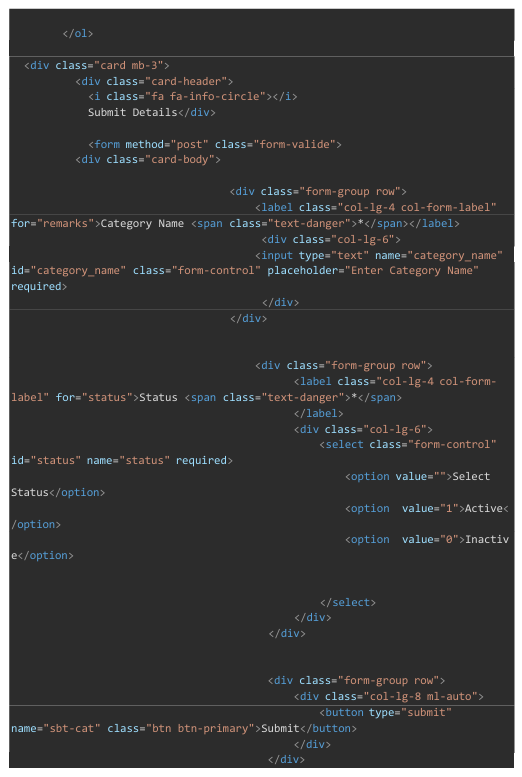 </ol>
<div class="card mb-3">
<div class="card-header">
<i class="fa fa-info-circle"></i>
Submit Details</div>
<form method="post" class="form-valide">
<div class="card-body">
<div class="form-group row">
<label class="col-lg-4 col-form-label"
for="remarks">Category Name <span class="text-danger">*</span></label>
<div class="col-lg-6">
<input type="text" name="category_name"
id="category_name" class="form-control" placeholder="Enter Category Name"
required>
</div>
</div>
<div class="form-group row">
<label class="col-lg-4 col-form-
label" for="status">Status <span class="text-danger">*</span>
</label>
<div class="col-lg-6">
<select class="form-control"
id="status" name="status" required>
<option value="">Select
Status</option>
<option  value="1">Active<
/option>
<option  value="0">Inactiv
e</option>
</select>
</div>
</div>
<div class="form-group row">
<div class="col-lg-8 ml-auto">
<button type="submit"
name="sbt-cat" class="btn btn-primary">Submit</button>
</div>
</div>